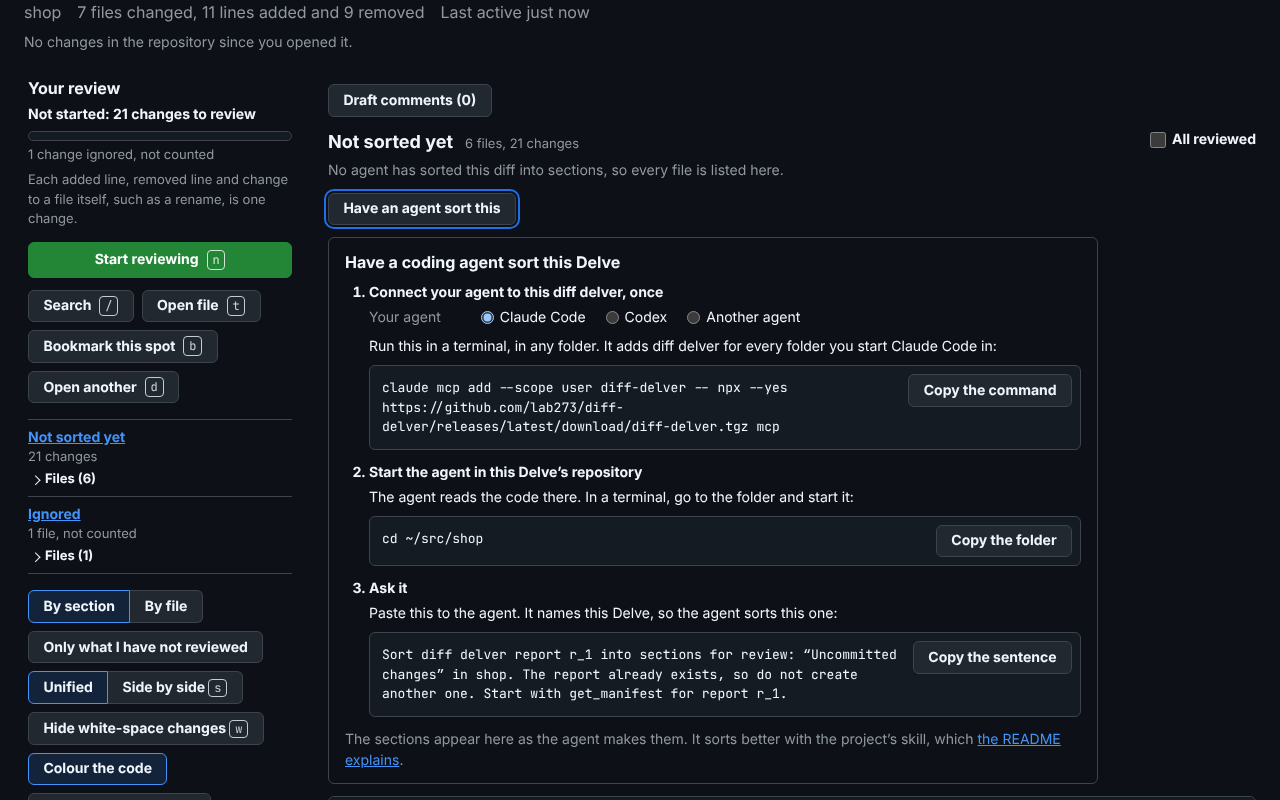 shop 7 files changed, 11 lines added and 9 removed Last active just now
No changes in the repository since you opened it.
Your review
Not started: 21 changes to review
1 change ignored, not counted
Each added line, removed line and change
to a file itself, such as a rename, is one
change.
Start reviewing n
Search / Open file t
Bookmark this spot b
Open another d
Not sorted yet
21 changes
Files (6)
Ignored
1 file, not counted
Files (1)
By section By file
Only what I have not reviewed
Unified Side by side s
Hide white-space changes w
Colour the code
Draft comments (0)
Not sorted yet 6 files, 21 changes
All reviewed
No agent has sorted this diff into sections, so every file is listed here.
Have an agent sort this
Have a coding agent sort this Delve
1. Connect your agent to this diff delver, once
Your agent Claude Code Codex Another agent
Run this in a terminal, in any folder. It adds diff delver for every folder you start Claude Code in:
claude mcp add --scope user diff-delver -- npx --yes
https://github.com/lab273/diff-
delver/releases/latest/download/diff-delver.tgz mcp
Copy the command
2. Start the agent in this Delve’s repository
The agent reads the code there. In a terminal, go to the folder and start it:
cd ~/src/shop
Copy the folder
3. Ask it
Paste this to the agent. It names this Delve, so the agent sorts this one:
Sort diff delver report r_1 into sections for review: “Uncommitted
changes” in shop. The report already exists, so do not create
another one. Start with get_manifest for report r_1.
Copy the sentence
The sections appear here as the agent makes them. It sorts better with the project’s skill, which the README
explains.